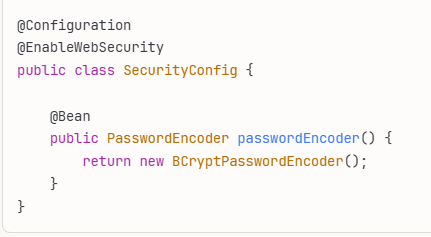 @Configuration
@EnableWebSecurity
public class SecurityConfig {
    @Bean
    public PasswordEncoder passwordEncoder() {
        return new BCryptPasswordEncoder();
    }
}